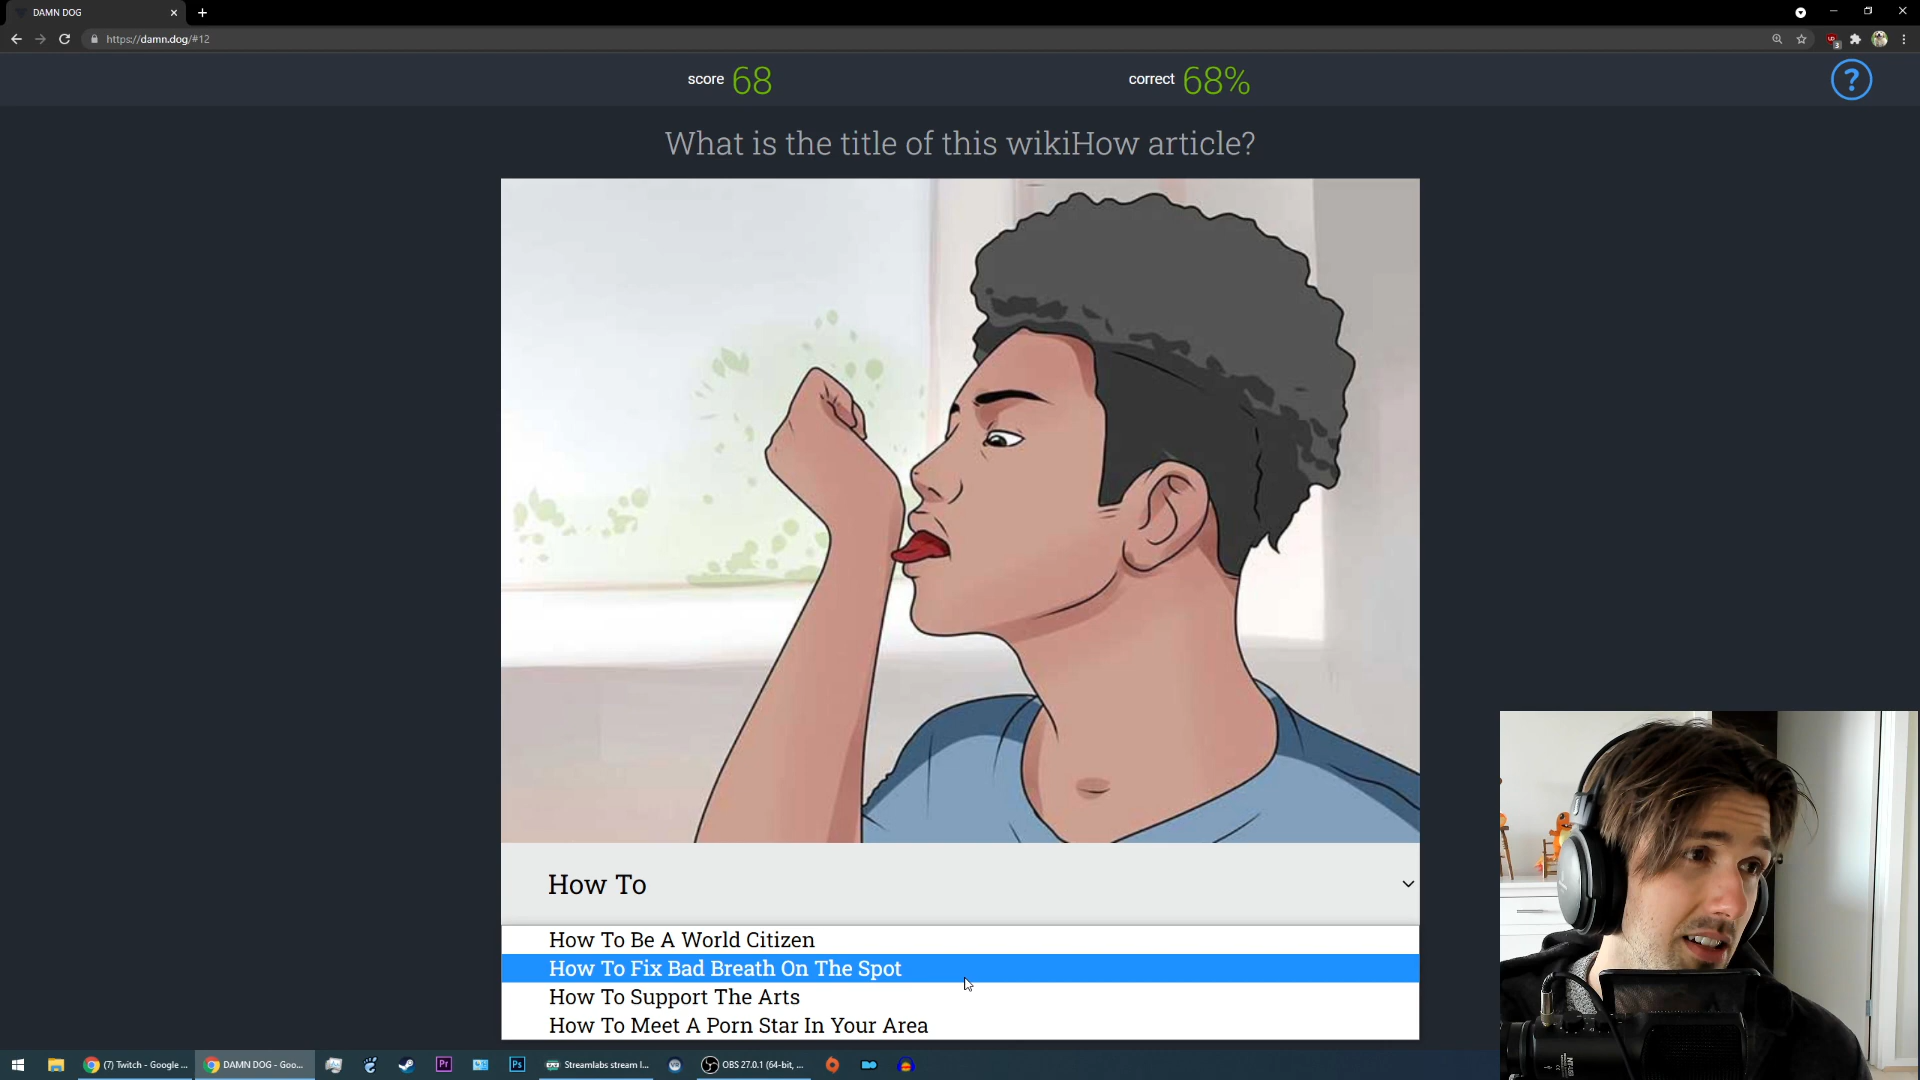 DAMN DOG
https://damn.dog/#12
3
score 68
correct 68%
?
What is the title of this wikiHow article?
How To
How To Be A World Citizen
How To Fix Bad Breath On The Spot
How To Support The Arts
How To Meet A Porn Star In Your Area
(7) Twitch - Google ...
DAMN DOG - Goo...
Pr
Ps
Streamlabs stream l...
OBS 27.0.1 (64-bit, ...